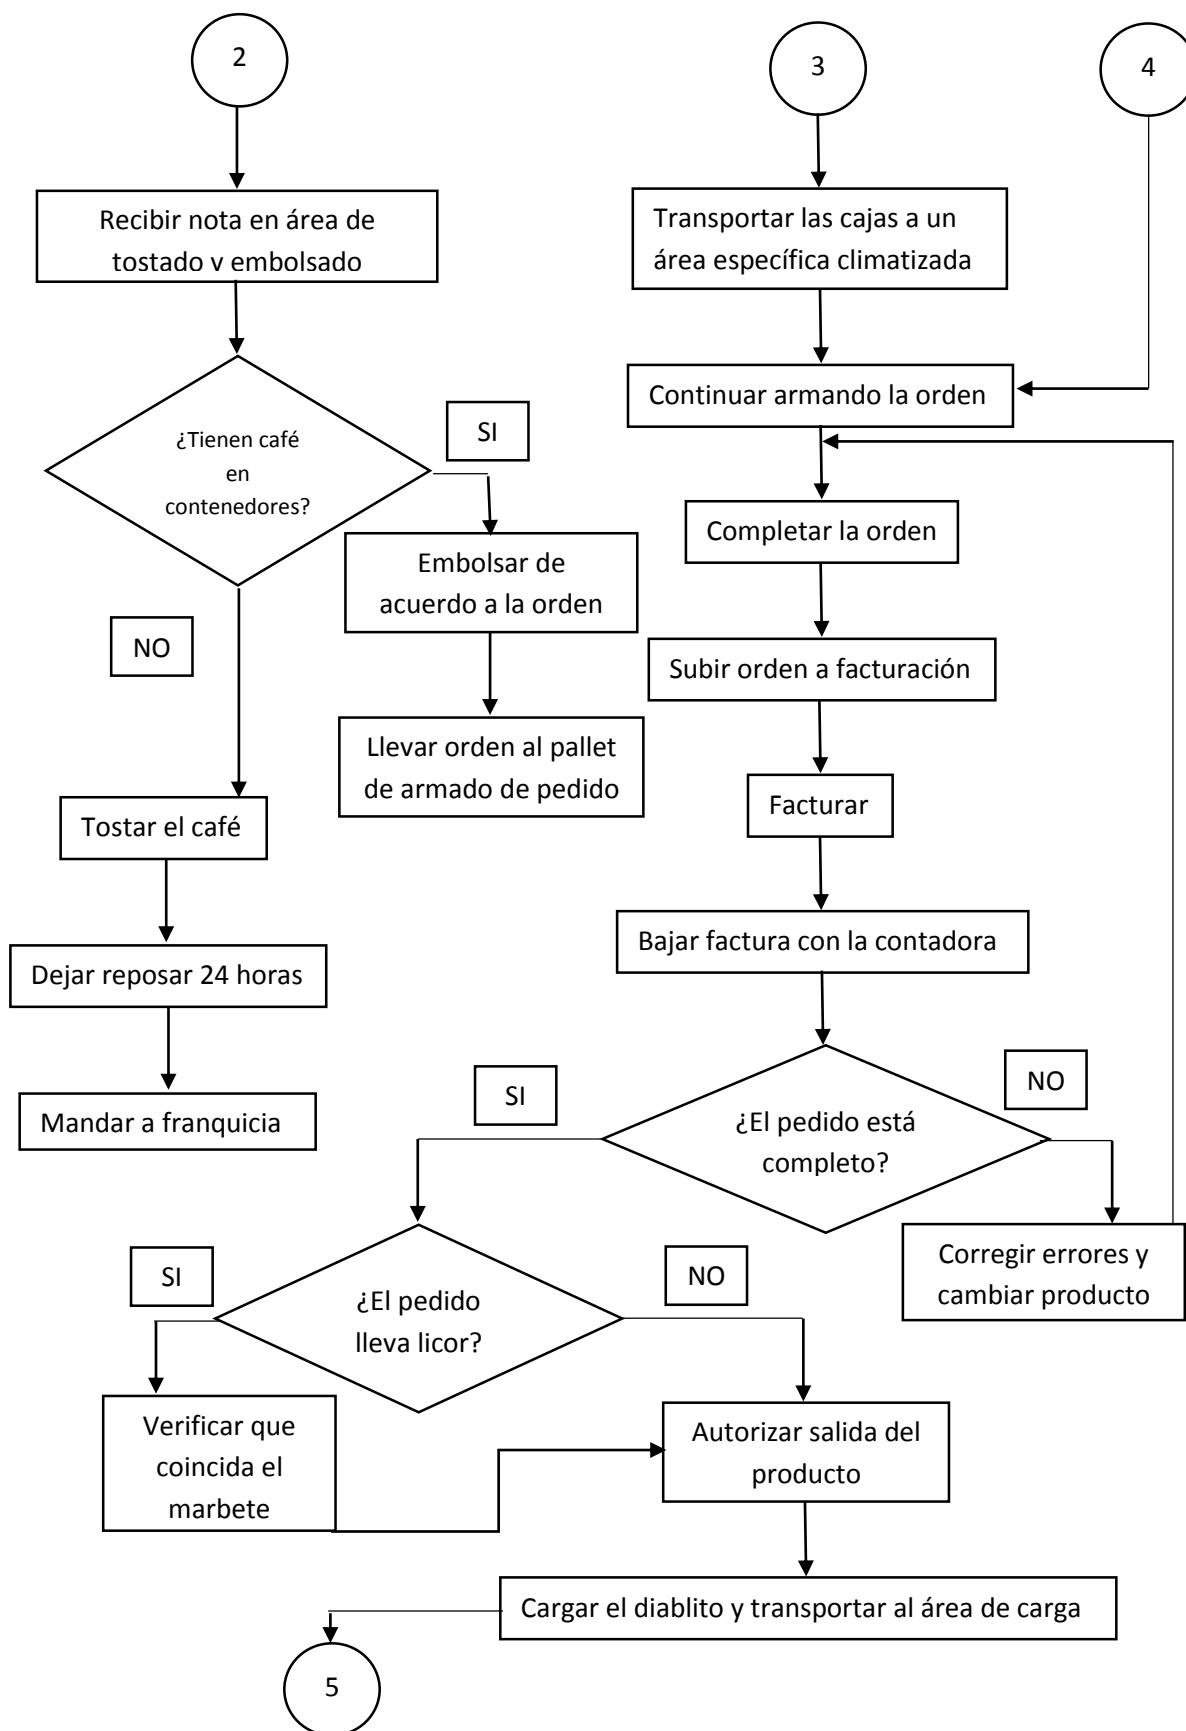 2
3
4
Recibir nota en área de
tostado y embolsado
Transportar las cajas a un
área específica climatizada
Continuar armando la orden
¿Tienen café
en
contenedores?
SI
Completar la orden
Embolsar de
acuerdo a la orden
NO
Subir orden a facturación
Llevar orden al pallet
de armado de pedido
Facturar
Tostar el café
Bajar factura con la contadora
Dejar reposar 24 horas
Mandar a franquicia
SI
NO
¿El pedido está
completo?
Corregir errores y
cambiar producto
SI
NO
¿El pedido
lleva licor?
Verificar que
coincida el
marbete
Autorizar salida del
producto
Cargar el diablito y transportar al área de carga
5